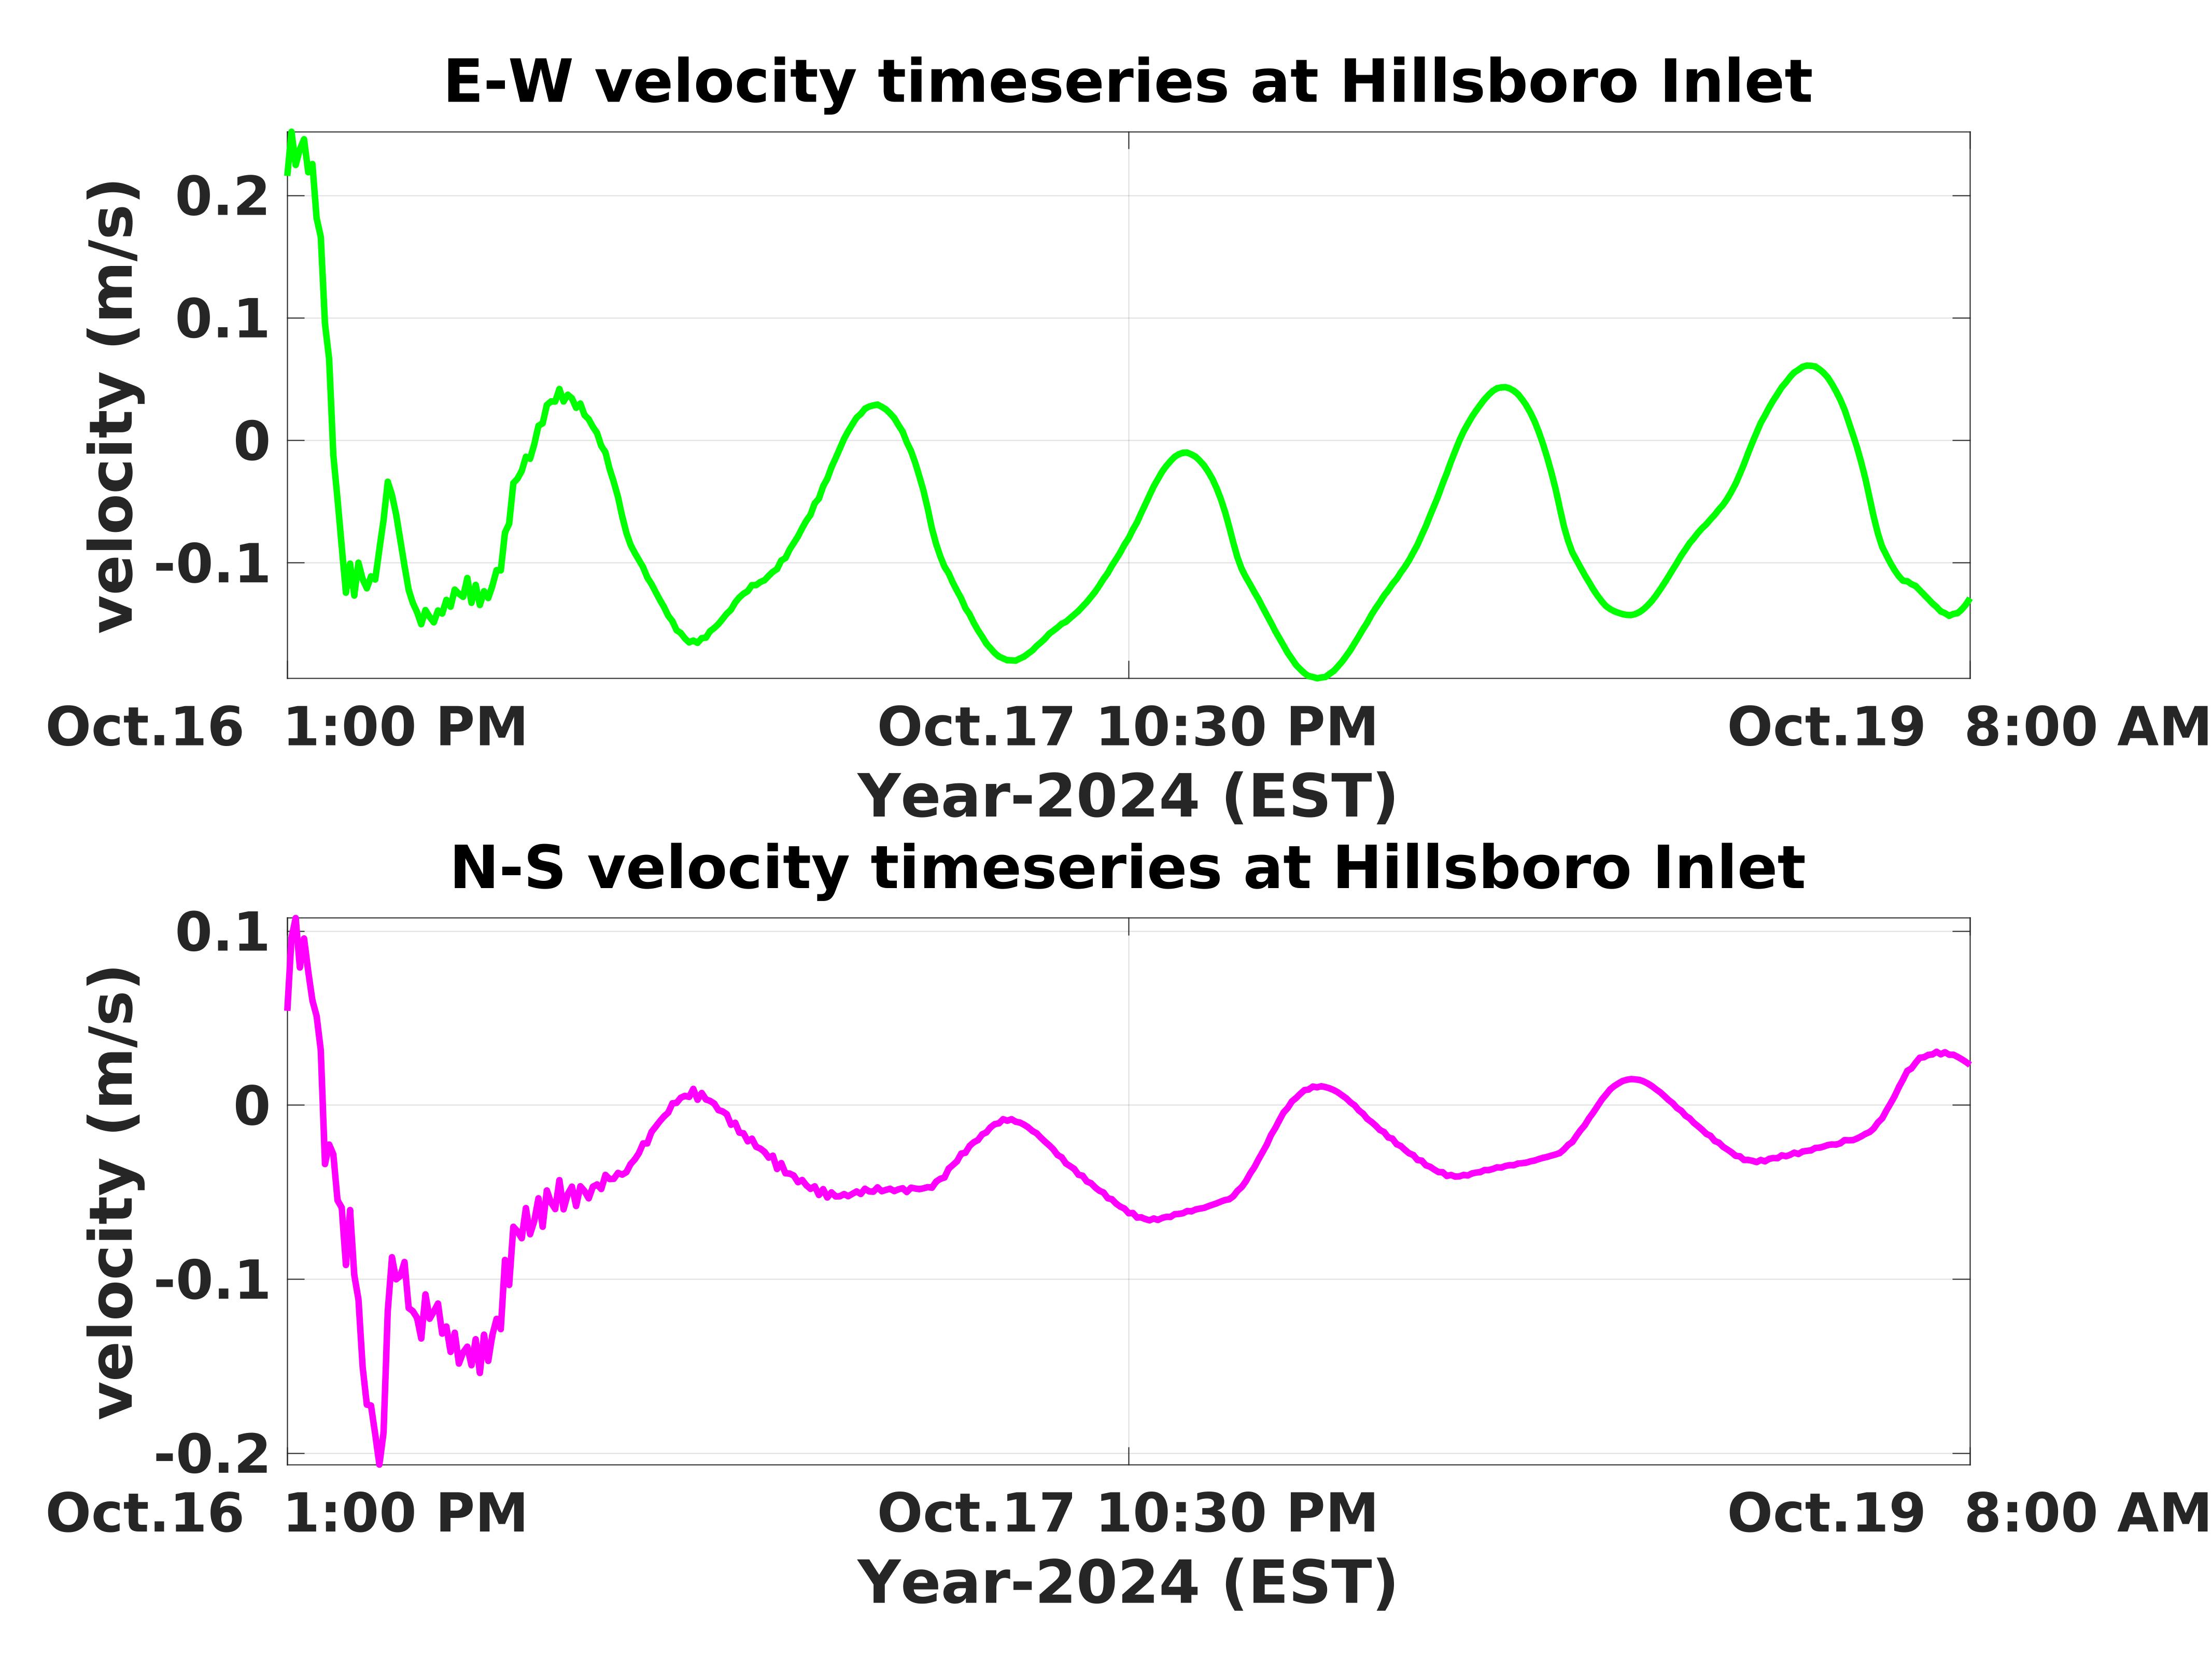 E-W velocity timeseries at Hillsboro Inlet
velocity (m/s)
0.2
0.1
0
-0.1
Oct.16  1:00 PM Oct.17 10:30 PM Oct.19  8:00 AM
Year-2024 (EST)
N-S velocity timeseries at Hillsboro Inlet
velocity (m/s)
0.1
0
-0.1
-0.2
Oct.16  1:00 PM Oct.17 10:30 PM Oct.19  8:00 AM
Year-2024 (EST)